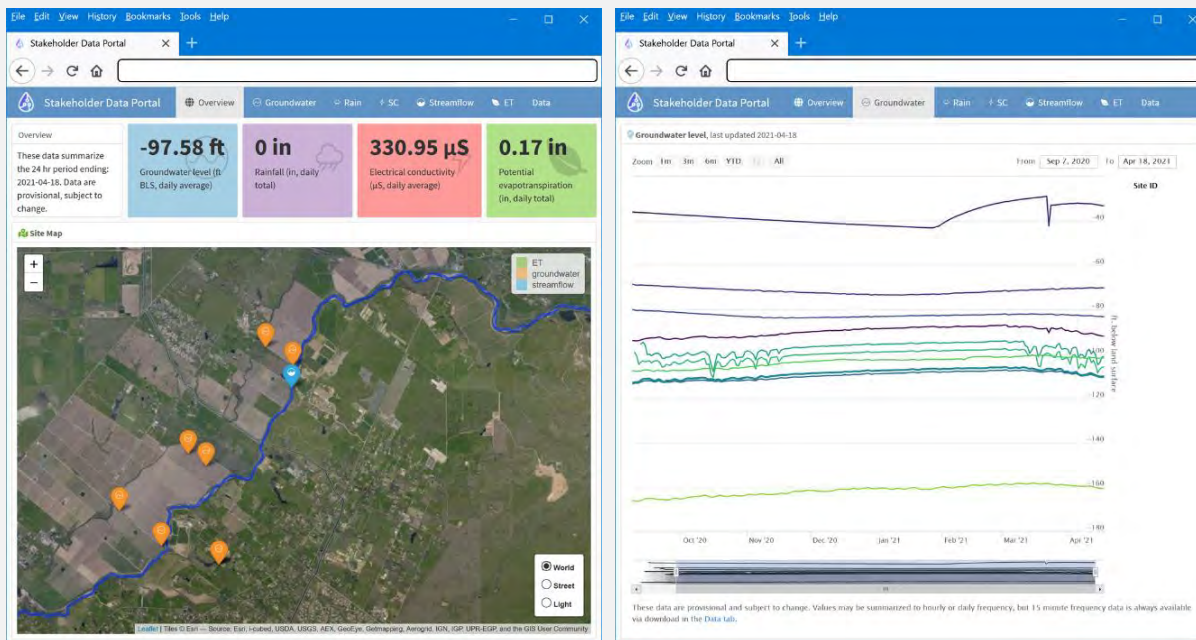 File Edit View History Bookmarks Tools Help
Stakeholder Data Portal
Stakeholder Data Portal Overview Groundwater Rain SC Streamflow ET Data
Overview
These data summarize
the 24 hr period ending:
2021-04-18. Data are
provisional, subject to
change.
-97.58 ft
Groundwater level (ft
BLS, daily average)
0 in
Rainfall (in, daily
total)
330.95 µS
Electrical conductivity
(µS, daily average)
0.17 in
Potential
evapotranspiration
(in, daily total)
Site Map
+
−
ET
groundwater
streamflow
World
Street
Light
Leaflet | Tiles © Esri — Source: Esri, i-cubed, USDA, USGS, AEX, GeoEye, Getmapping, Aerogrid, IGN, IGP, UPR-EGP, and the GIS User Community
File Edit View History Bookmarks Tools Help
Stakeholder Data Portal
Stakeholder Data Portal Overview Groundwater Rain SC Streamflow ET Data
Groundwater level, last updated 2021-04-18
Zoom 1m 3m 6m YTD All From Sep 2, 2020 To Apr 18, 2021
Site ID
-40
-60
-80
-100
-120
-140
-160
-180
ft. below land surface
Oct '20 Nov '20 Dec '20 Jan '21 Feb '21 Mar '21 Apr '21
These data are provisional and subject to change. Values may be summarized to hourly or daily frequency, but 15 minute frequency data is always available
via download in the Data tab.